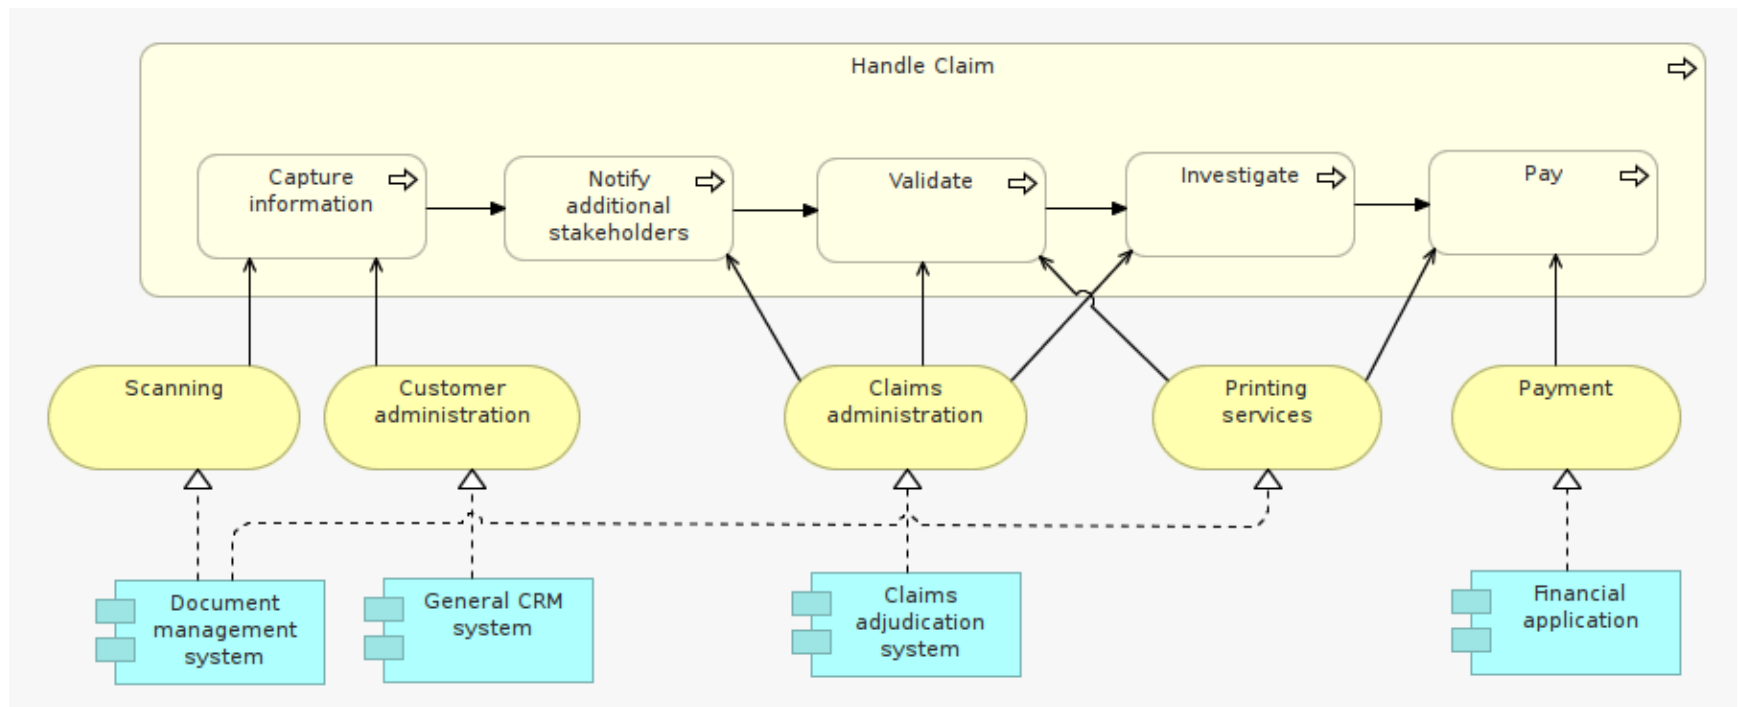 Handle Claim
Capture
information
Notify
additional
stakeholders
Validate
Investigate
Pay
Scanning
Customer
administration
Claims
administration
Printing
services
Payment
Document
management
system
General CRM
system
Claims
adjudication
system
Financial
application